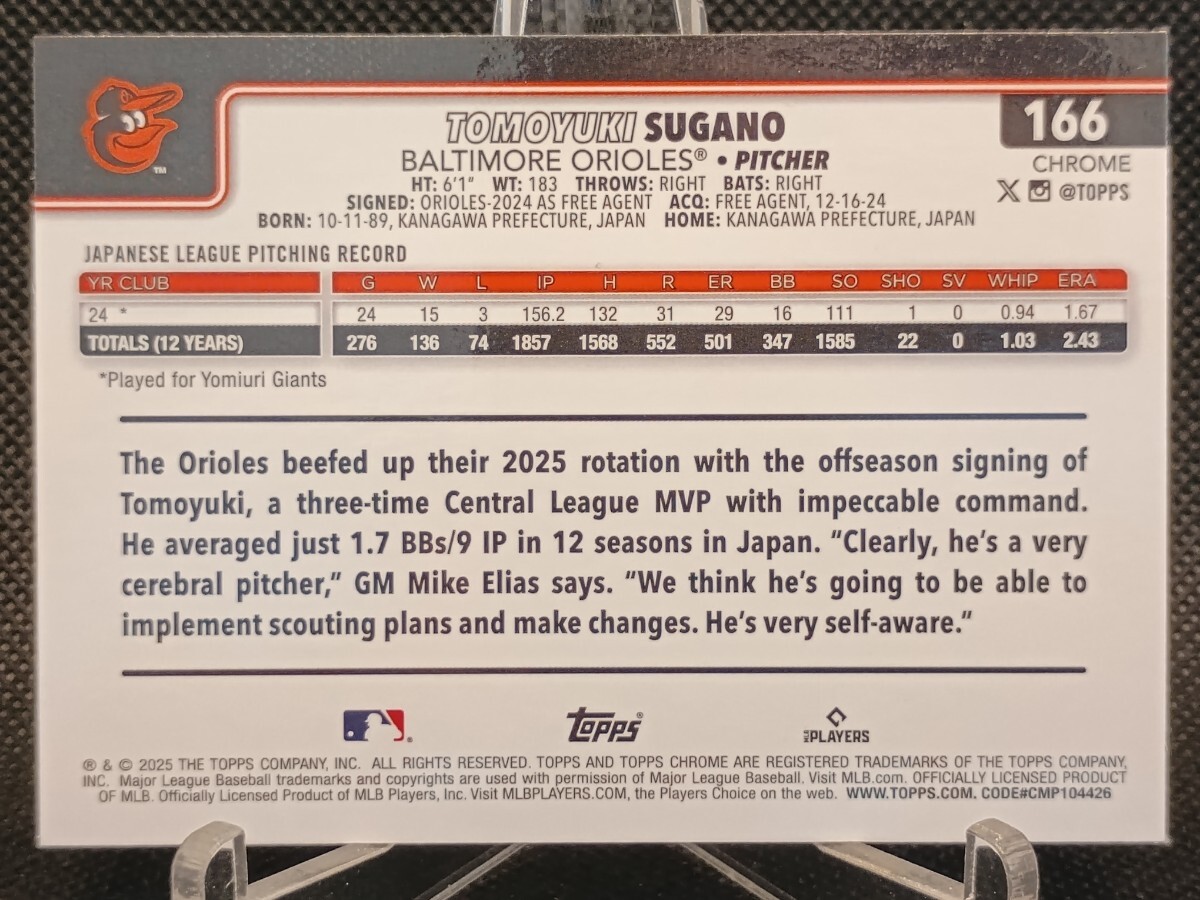 TOMOYUKI SUGANO
166
BALTIMORE ORIOLES® • PITCHER
CHROME
HT: 6'1" WT: 183 THROWS: RIGHT BATS: RIGHT
@TOPPS
SIGNED: ORIOLES-2024 AS FREE AGENT ACQ: FREE AGENT, 12-16-24
BORN: 10-11-89, KANAGAWA PREFECTURE, JAPAN HOME: KANAGAWA PREFECTURE, JAPAN
TM
JAPANESE LEAGUE PITCHING RECORD
YR CLUB G W L IP H R ER BB SO SHO SV WHIP ERA
24 * 24 15 3 156.2 132 31 29 16 111 1 0 0.94 1.67
TOTALS (12 YEARS) 276 136 74 1857 1568 552 501 347 1585 22 0 1.03 2.43
*Played for Yomiuri Giants
The Orioles beefed up their 2025 rotation with the offseason signing of
Tomoyuki, a three-time Central League MVP with impeccable command.
He averaged just 1.7 BBs/9 IP in 12 seasons in Japan. “Clearly, he’s a very
cerebral pitcher,” GM Mike Elias says. “We think he’s going to be able to
implement scouting plans and make changes. He’s very self-aware.”
Topps®
MLB PLAYERS
® & © 2025 THE TOPPS COMPANY, INC. ALL RIGHTS RESERVED. TOPPS AND TOPPS CHROME ARE REGISTERED TRADEMARKS OF THE TOPPS COMPANY,
INC. Major League Baseball trademarks and copyrights are used with permission of Major League Baseball. Visit MLB.com. OFFICIALLY LICENSED PRODUCT
OF MLB. Officially Licensed Product of MLB Players, Inc. Visit MLBPLAYERS.COM, the Players Choice on the web. WWW.TOPPS.COM. CODE#CMP104426